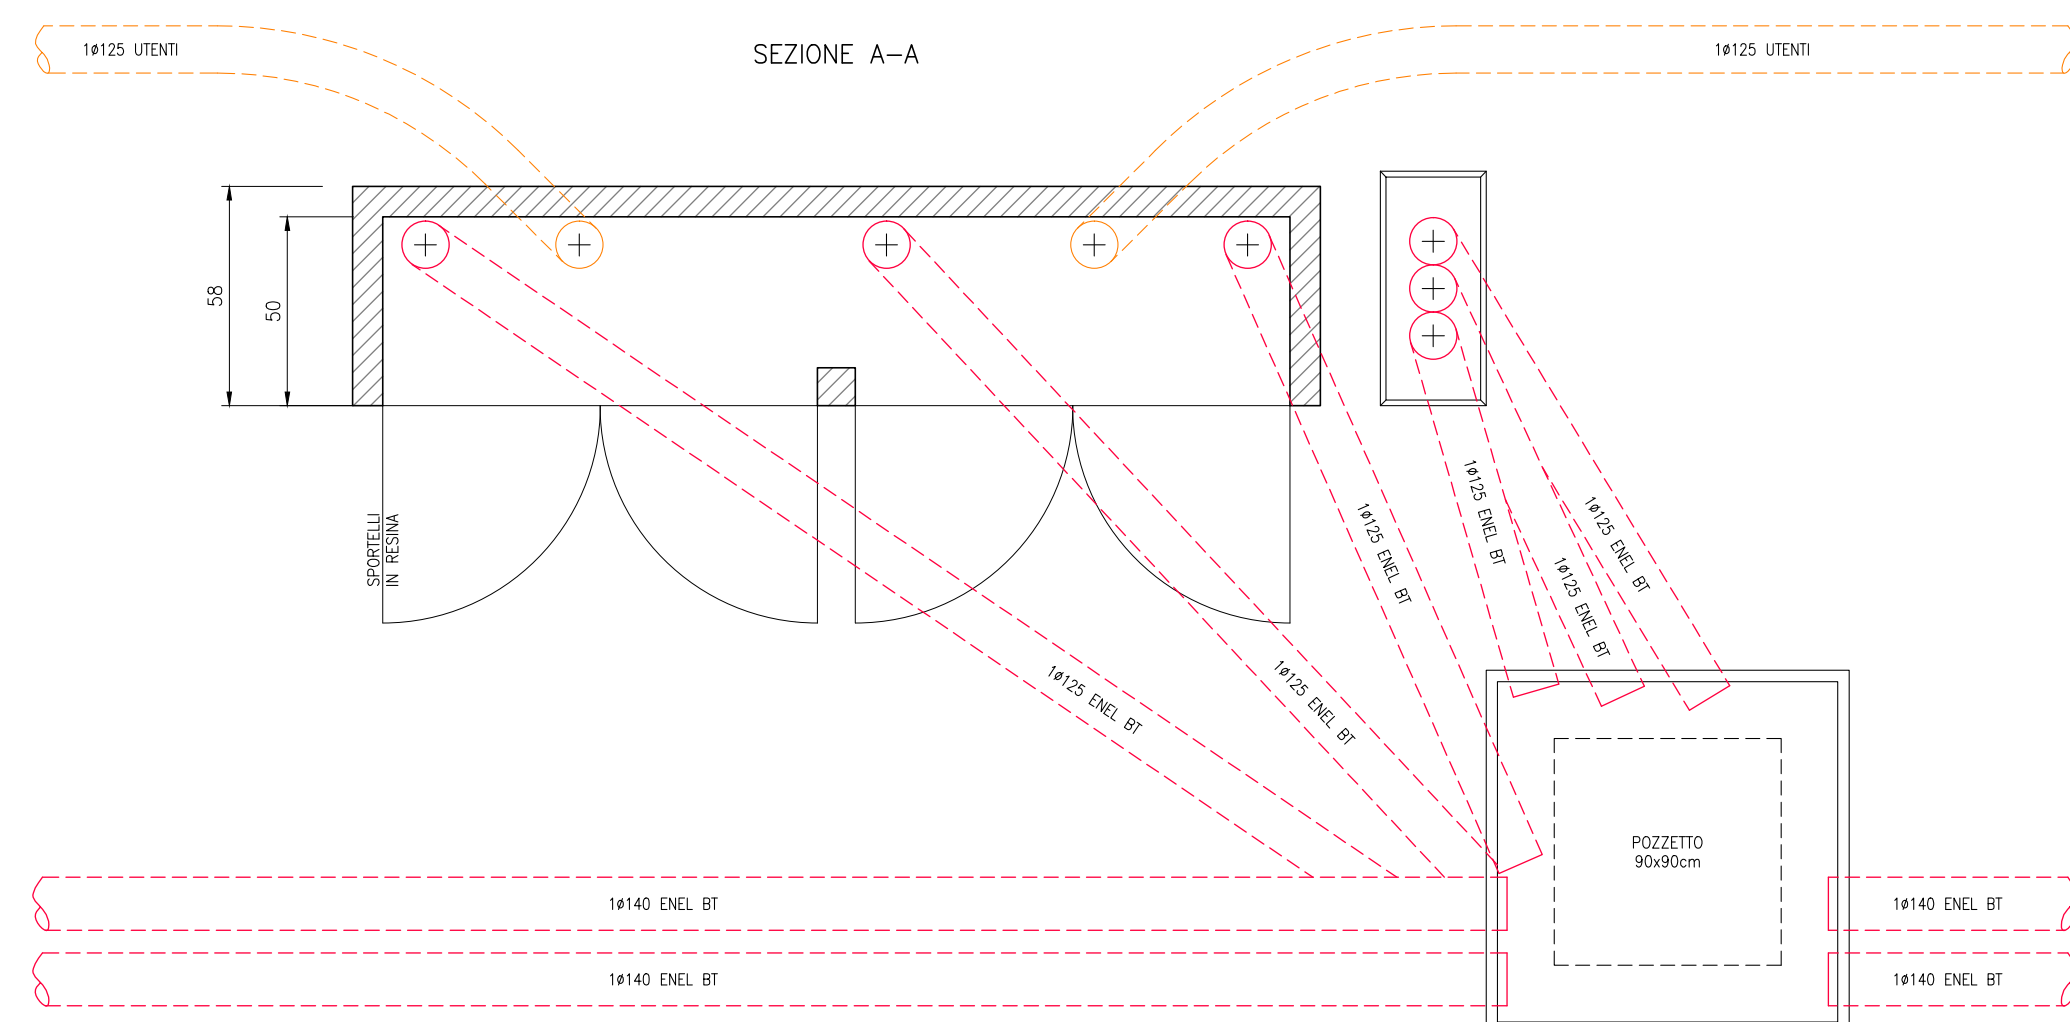 1ø125 UTENTI
SEZIONE A-A
1ø125 UTENTI
58
50
SPORTELLI
IN RESINA
1ø125 ENEL BT
1ø125 ENEL BT
1ø125 ENEL BT
1ø125 ENEL BT
1ø125 ENEL BT
1ø125 ENEL BT
POZZETTO
90x90cm
1ø140 ENEL BT
1ø140 ENEL BT
1ø140 ENEL BT
1ø140 ENEL BT